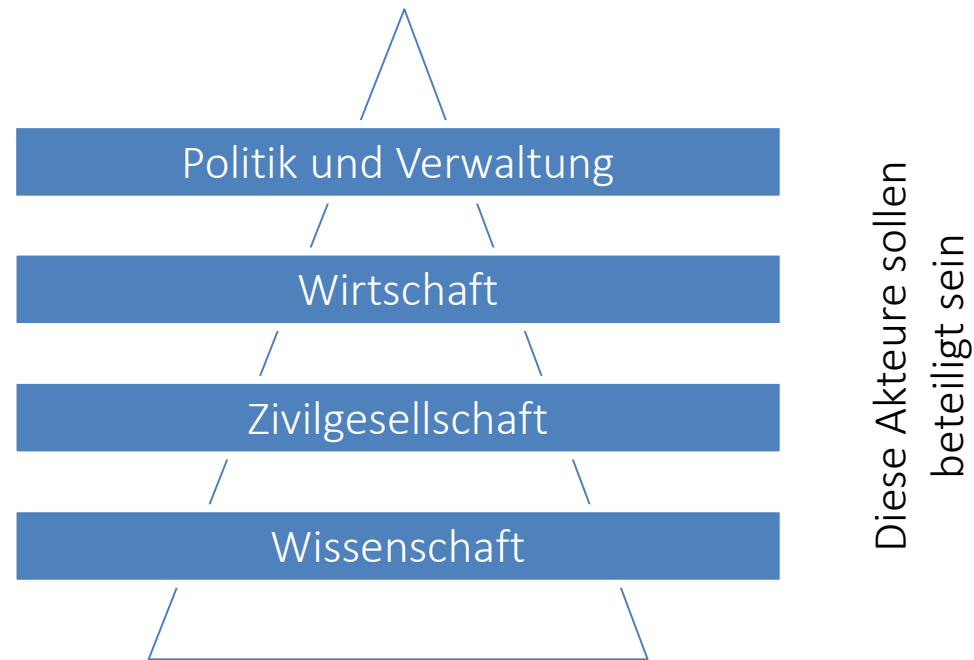 Politik und Verwaltung
Wirtschaft
Zivilgesellschaft
Wissenschaft
Diese Akteure sollen
beteiligt sein